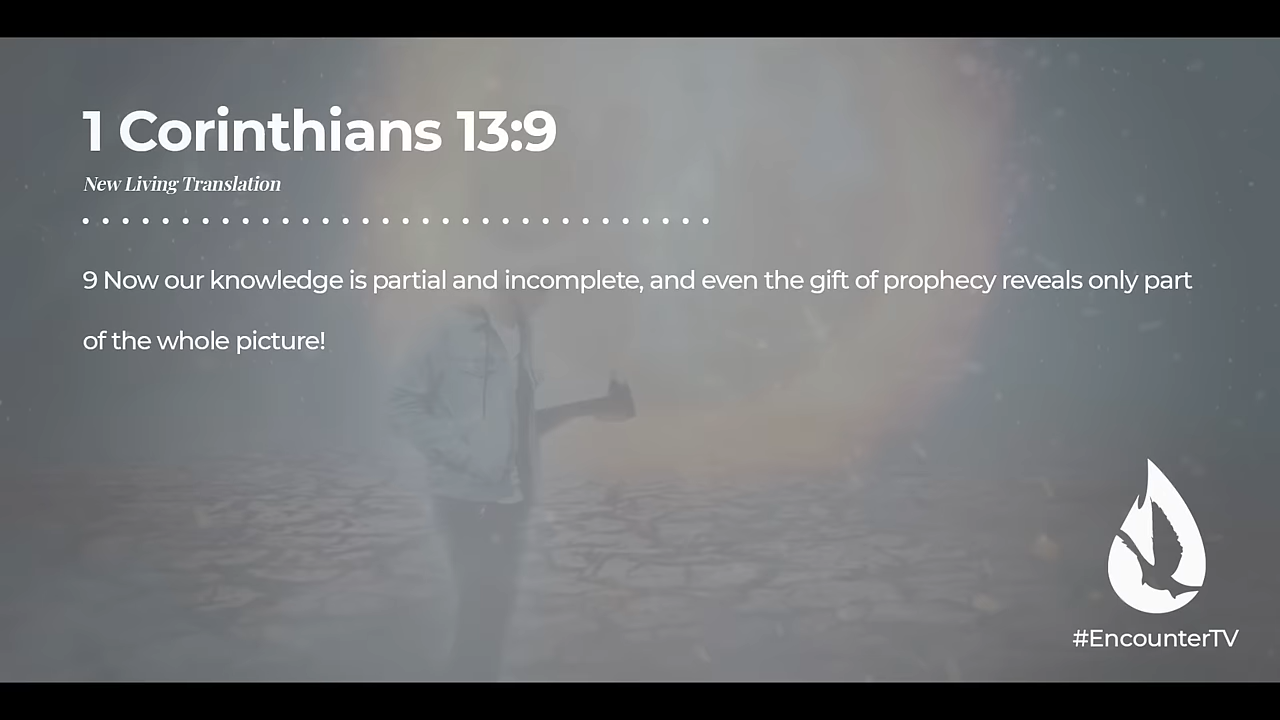 1 Corinthians 13:9
New Living Translation
9 Now our knowledge is partial and incomplete, and even the gift of prophecy reveals only part
of the whole picture!
#EncounterTV